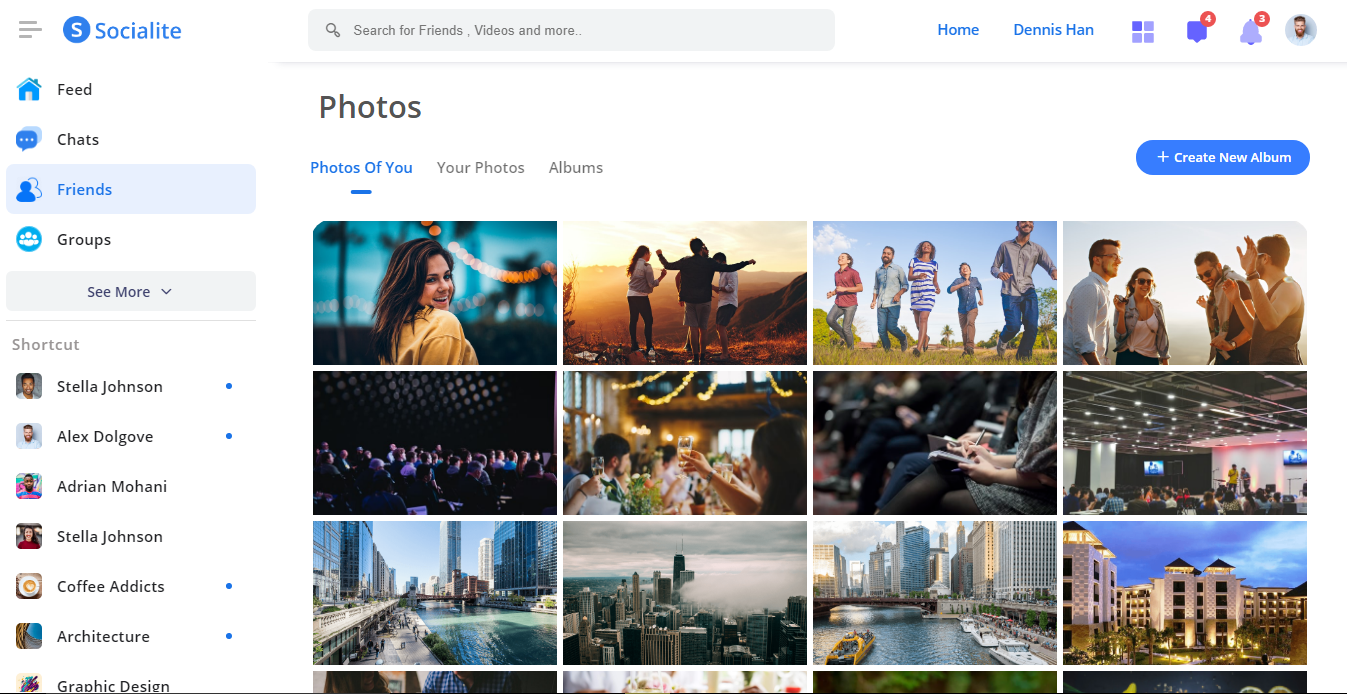 S Socialite
Search for Friends , Videos and more..
Home
Dennis Han
4
3
Feed
Chats
Friends
Groups
See More
Shortcut
Stella Johnson
Alex Dolgove
Adrian Mohani
Stella Johnson
Coffee Addicts
Architecture
Graphic Design
Photos
Photos Of You
Your Photos
Albums
+ Create New Album